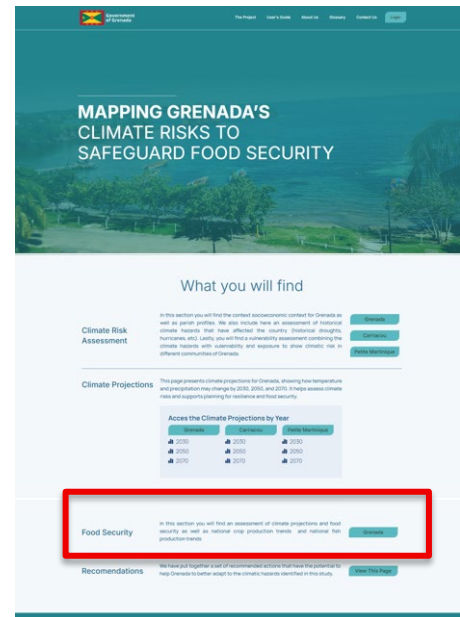 Government
of Grenada
The Project User's Guide About Us Glossary Contact Us Login
MAPPING GRENADA'S
CLIMATE RISKS TO
SAFEGUARD FOOD SECURITY
What you will find
Climate Risk
Assessment
In this section you will find the context socioeconomic context for Grenada as
well as parish profiles. We also include here an assessment of historical
climate hazards that have affected the country (historical droughts,
hurricanes, etc). Lastly, you will find a vulnerability assessment combining the
climate hazards with vulnerability and exposure to show climatic risk in
different communities of Grenada.
Grenada
Carriacou
Petite Martinique
Climate Projections
This page presents climate projections for Grenada, showing how temperature
and precipitation may change by 2030, 2050, and 2070. It helps assess climate
risks and supports planning for resilience and food security.
Acces the Climate Projections by Year
Grenada Carriacou Petite Martinique
2030 2030 2030
2050 2050 2050
2070 2070 2070
Food Security
In this section you will find an assessment of climate projections and food
security as well as national crop production trends and national fish
production trends
Grenada
Recomendations
We have put together a set of recommended actions that have the potential to
help Grenada to better adapt to the climatic hazards identified in this study.
View This Page